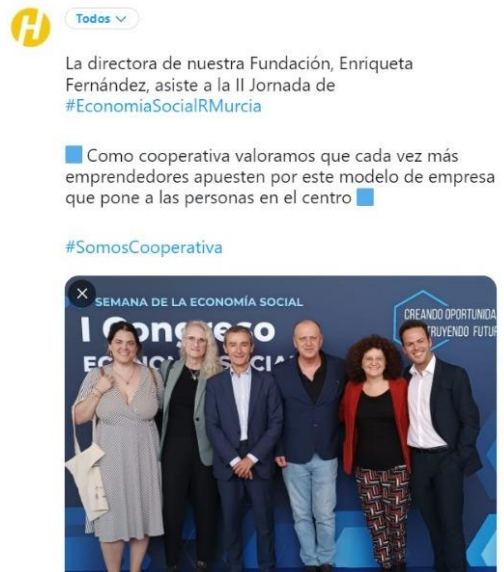 H
Todos
La directora de nuestra Fundación, Enriqueta
Fernández, asiste a la II Jornada de
#EconomiaSocialRMurcia
Como cooperativa valoramos que cada vez más
emprendedores apuesten por este modelo de empresa
que pone a las personas en el centro
#SomosCooperativa
SEMANA DE LA ECONOMÍA SOCIAL
I Congreso
CREANDO OPORTUNIDA
TRUYENDO FUTU